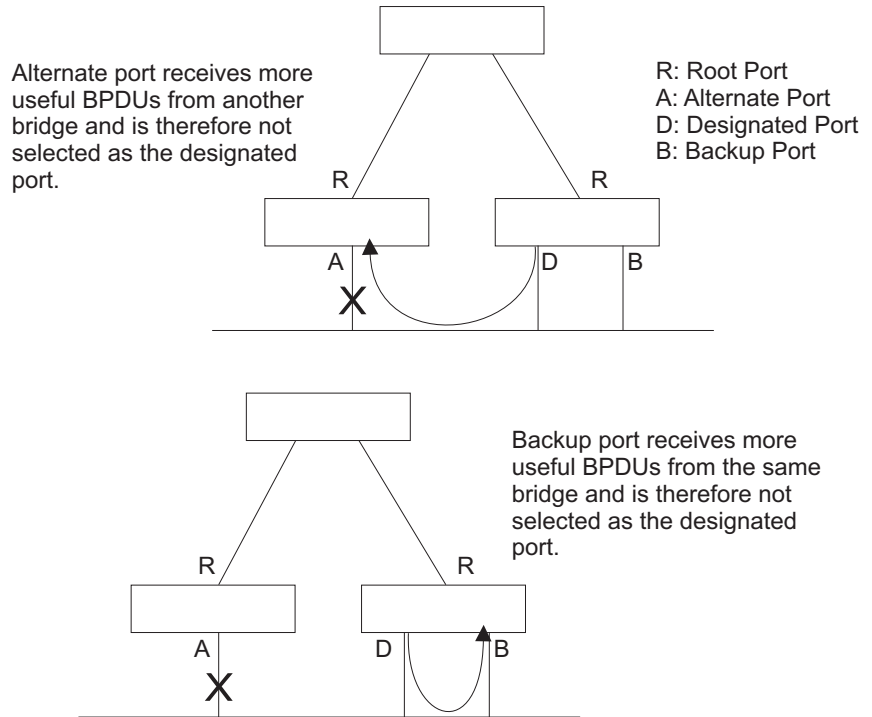 Alternate port receives more
useful BPDUs from another
bridge and is therefore not
selected as the designated
port.
R: Root Port
A: Alternate Port
D: Designated Port
B: Backup Port
R
R
A
D
B
X
Backup port receives more
useful BPDUs from the same
bridge and is therefore not
selected as the designated
port.
R
R
A
D
B
X